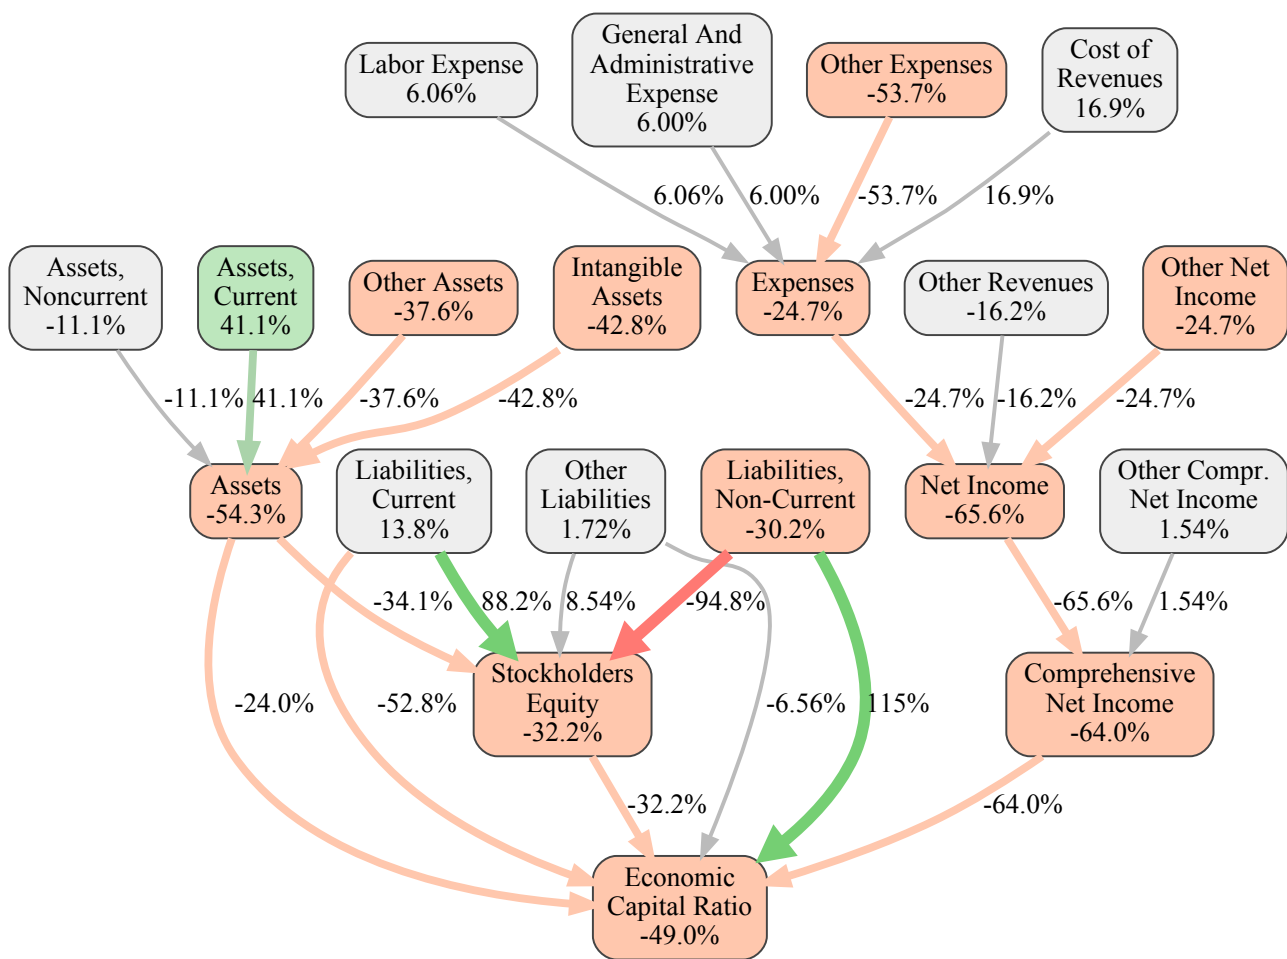 Labor Expense
6.06%
General And
Administrative
Expense
6.00%
Other Expenses
-53.7%
Cost of
Revenues
16.9%
6.06%
6.00%
-53.7%
16.9%
Assets,
Noncurrent
-11.1%
Assets,
Current
41.1%
Other Assets
-37.6%
Intangible
Assets
-42.8%
Expenses
-24.7%
Other Revenues
-16.2%
Other Net
Income
-24.7%
-11.1%
41.1%
-37.6%
-42.8%
-24.7%
-16.2%
-24.7%
Assets
-54.3%
Liabilities,
Current
13.8%
Other
Liabilities
1.72%
Liabilities,
Non-Current
-30.2%
Net Income
-65.6%
Other Compr.
Net Income
1.54%
-34.1%
88.2%
8.54%
-94.8%
-65.6%
1.54%
-24.0%
-52.8%
Stockholders
Equity
-32.2%
-6.56%
115%
Comprehensive
Net Income
-64.0%
-32.2%
-64.0%
Economic
Capital Ratio
-49.0%